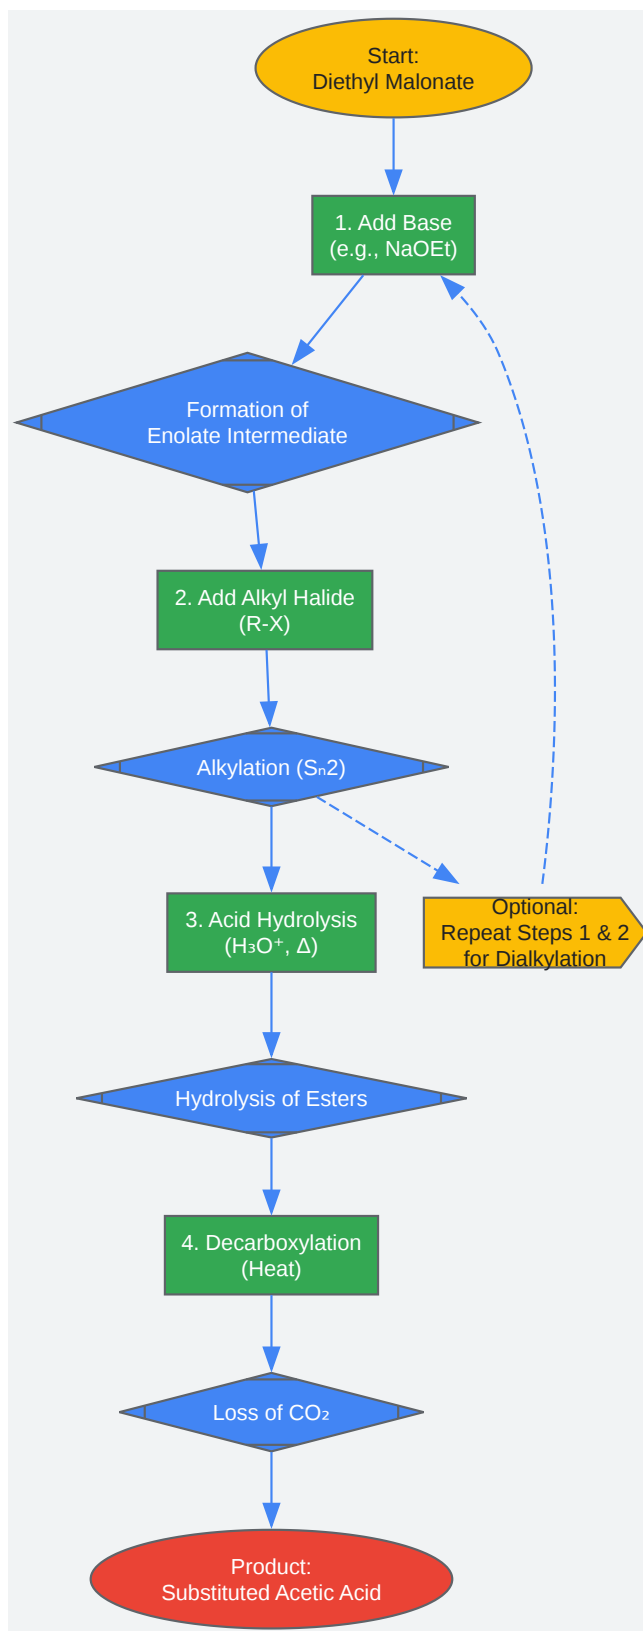 Start:
Diethyl Malonate
1. Add Base
(e.g., NaOEt)
Formation of
Enolate Intermediate
2. Add Alkyl Halide
(R-X)
Alkylation (Sₙ2)
3. Acid Hydrolysis
(H₃O⁺, Δ)
Optional:
Repeat Steps 1 & 2
for Dialkylation
Hydrolysis of Esters
4. Decarboxylation
(Heat)
Loss of CO₂
Product:
Substituted Acetic Acid